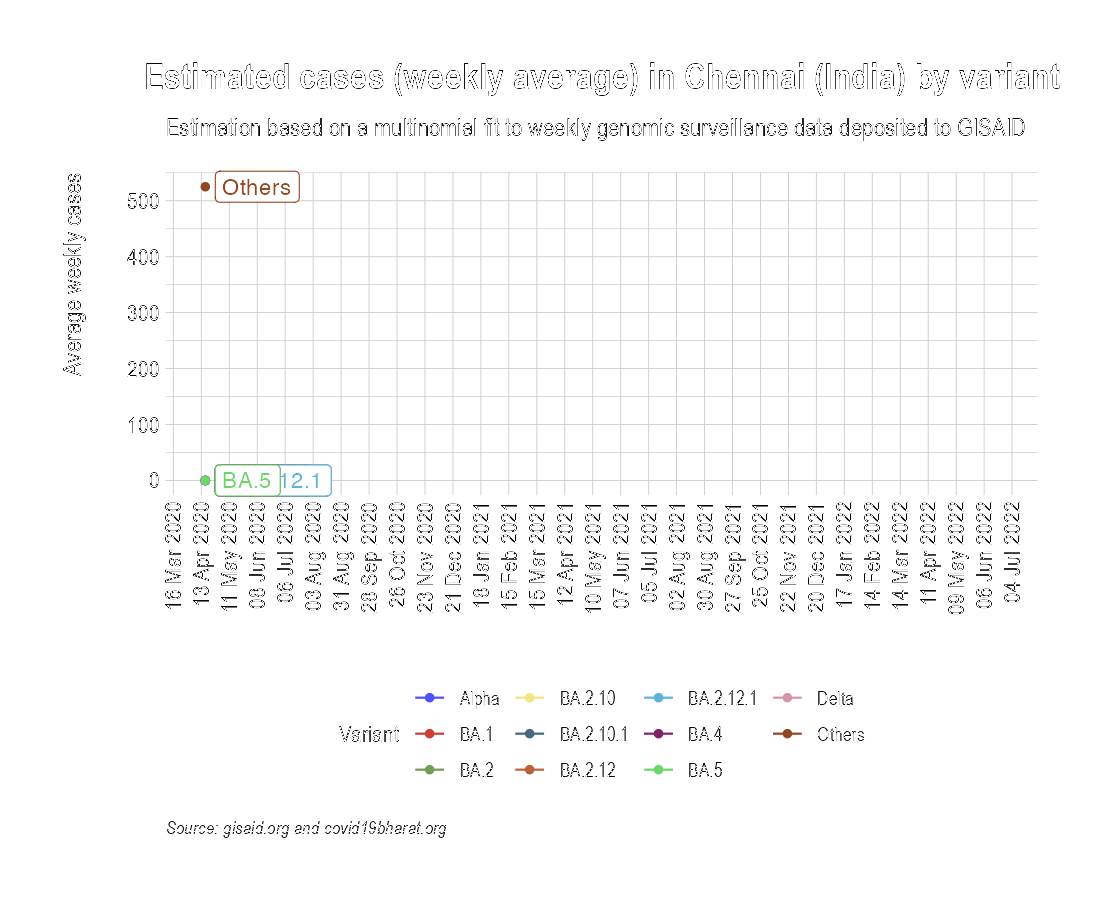 Estimated cases (weekly average) in Chennai (India) by variant
Estimation based on a multinomial fit to weekly genomic surveillance data deposited to GISAID
Average weekly cases
500
400
300
200
100
0
Others
BA.5
12.1
16 Mar 2020
13 Apr 2020
11 May 2020
08 Jun 2020
06 Jul 2020
03 Aug 2020
31 Aug 2020
28 Sep 2020
26 Oct 2020
23 Nov 2020
21 Dec 2020
18 Jan 2021
15 Feb 2021
15 Mar 2021
12 Apr 2021
10 May 2021
07 Jun 2021
05 Jul 2021
02 Aug 2021
30 Aug 2021
27 Sep 2021
25 Oct 2021
22 Nov 2021
20 Dec 2021
17 Jan 2022
14 Feb 2022
14 Mar 2022
11 Apr 2022
09 May 2022
06 Jun 2022
04 Jul 2022
Variant
Alpha
BA.1
BA.2
BA.2.10
BA.2.10.1
BA.2.12
BA.2.12.1
BA.4
BA.5
Delta
Others
Source: gisaid.org and covid19bharat.org